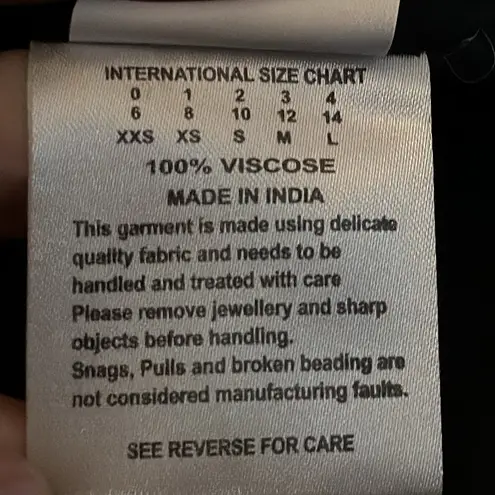 INTERNATIONAL SIZE CHART
0 1 2 3 4
6 8 10 12 14
XXS XS S M L
100% VISCOSE
MADE IN INDIA
This garment is made using delicate
quality fabric and needs to be
handled and treated with care
Please remove jewellery and sharp
objects before handling.
Snags, Pulls and broken beading are
not considered manufacturing faults.
SEE REVERSE FOR CARE